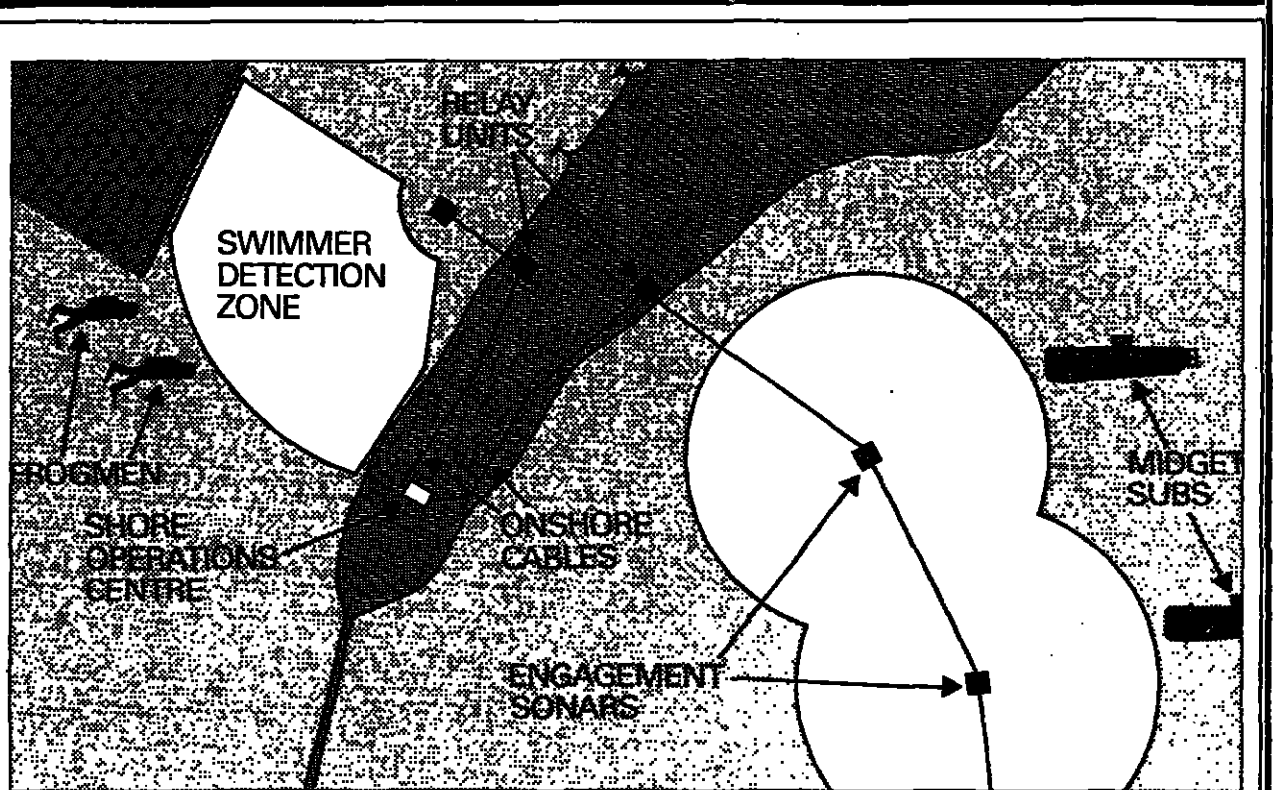 RELAY
UNITS
SWIMMER
DETECTION
ZONE
FROGMEN
SHORE
OPERATIONS
CENTRE
ONSHORE
CABLES
MIDGET
SUBS
ENGAGEMENT
SONARS